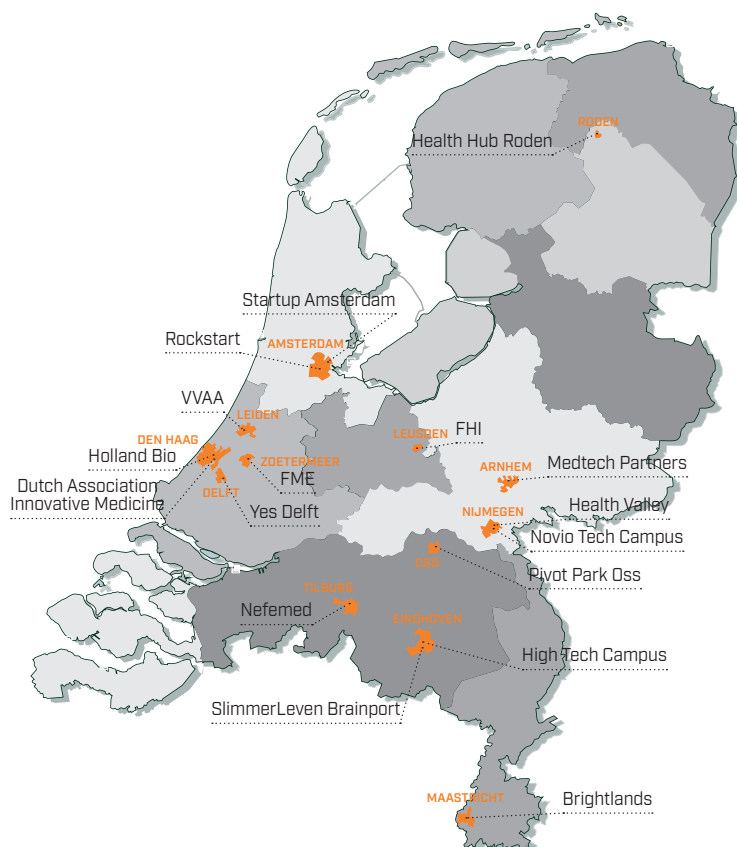 RODEN
Health Hub Roden
Startup Amsterdam
Rockstart
AMSTERDAM
VVAA
LEIDEN
DEN HAAG
LEUSDEN
FHI
Holland Bio
ZOETERMEER
ARNHEM
Medtech Partners
FME
Dutch Association
Innovative Medicine
DELFT
Yes Delft
Health Valley
NIJMEGEN
Novio Tech Campus
OSS
Pivot Park Oss
TILBURG
Nefemed
EINDHOVEN
High Tech Campus
SlimmerLeven Brainport
MAASTRICHT
Brightlands